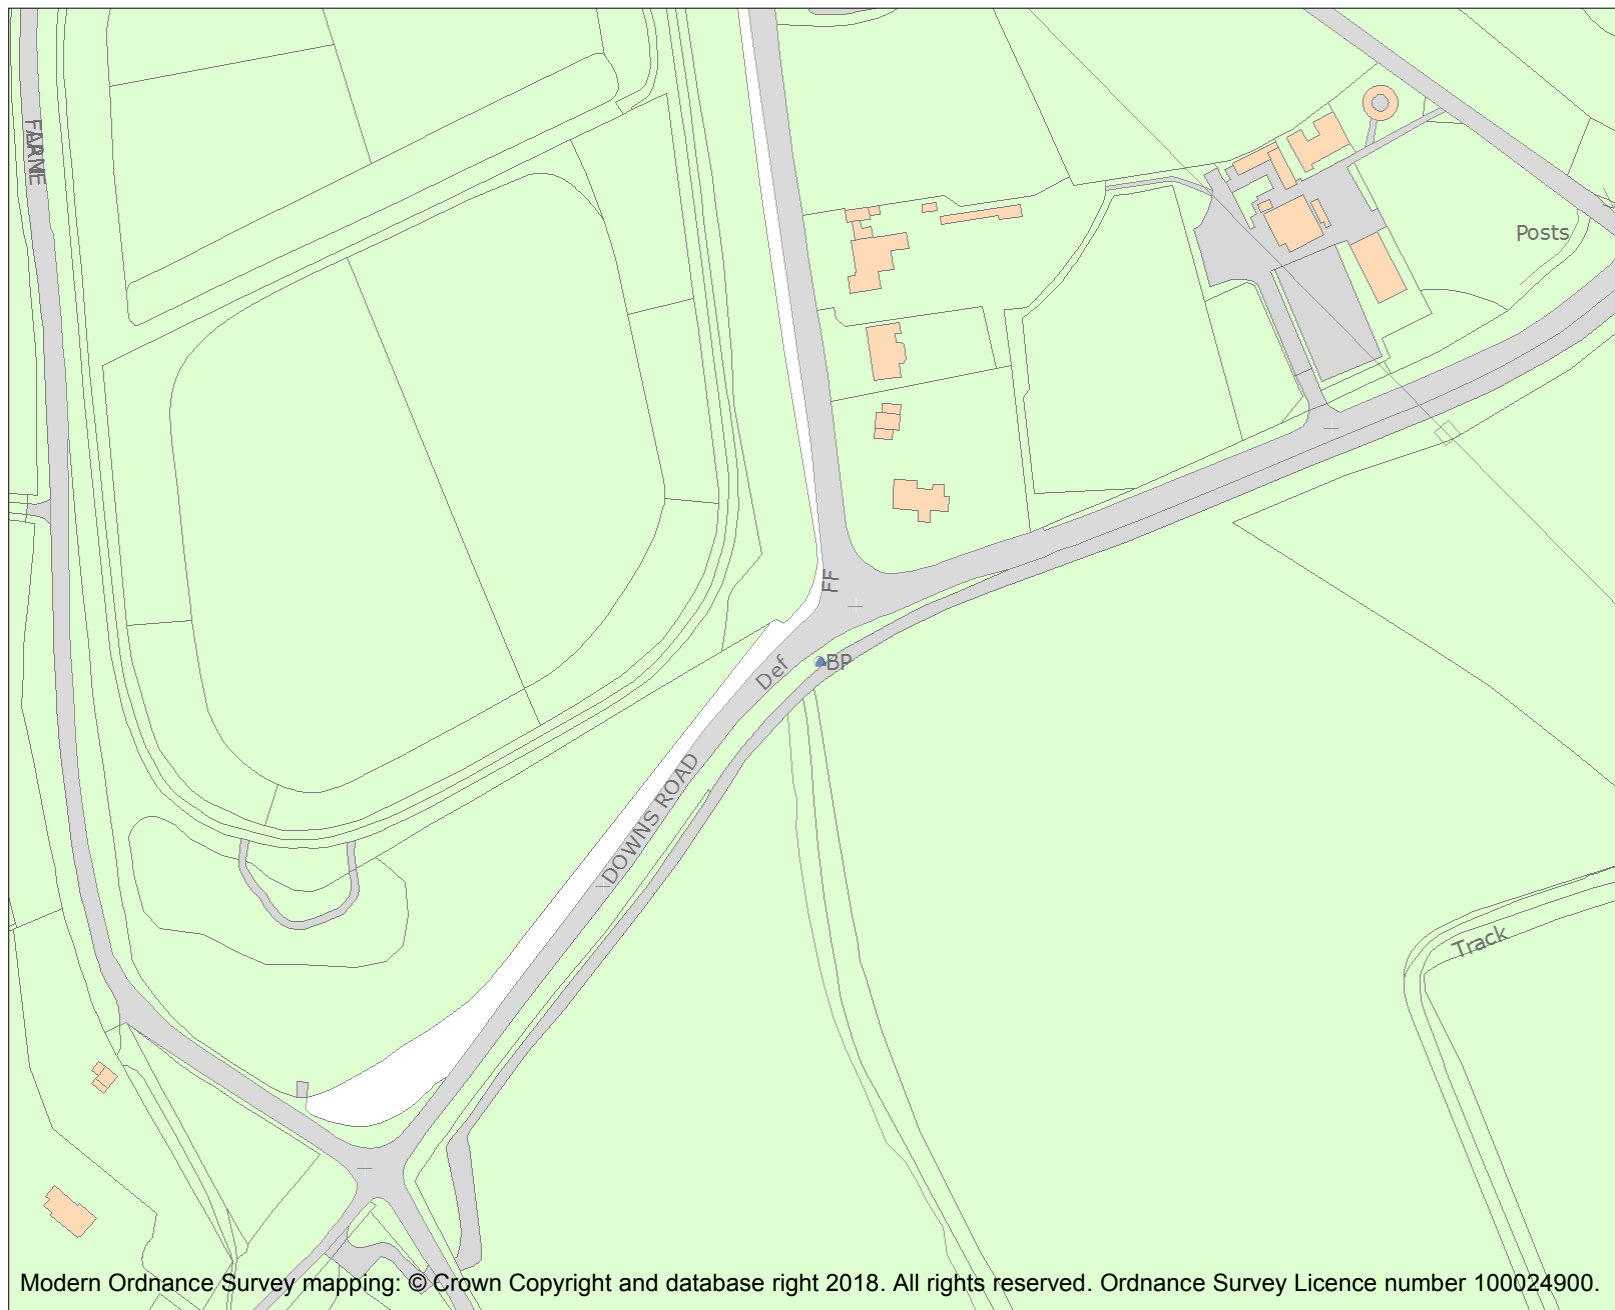 FARM
LANE
Posts
FF
Def
BP
DOWNS ROAD
Track
Modern Ordnance Survey mapping: © Crown Copyright and database right 2018. All rights reserved. Ordnance Survey Licence number 100024900.